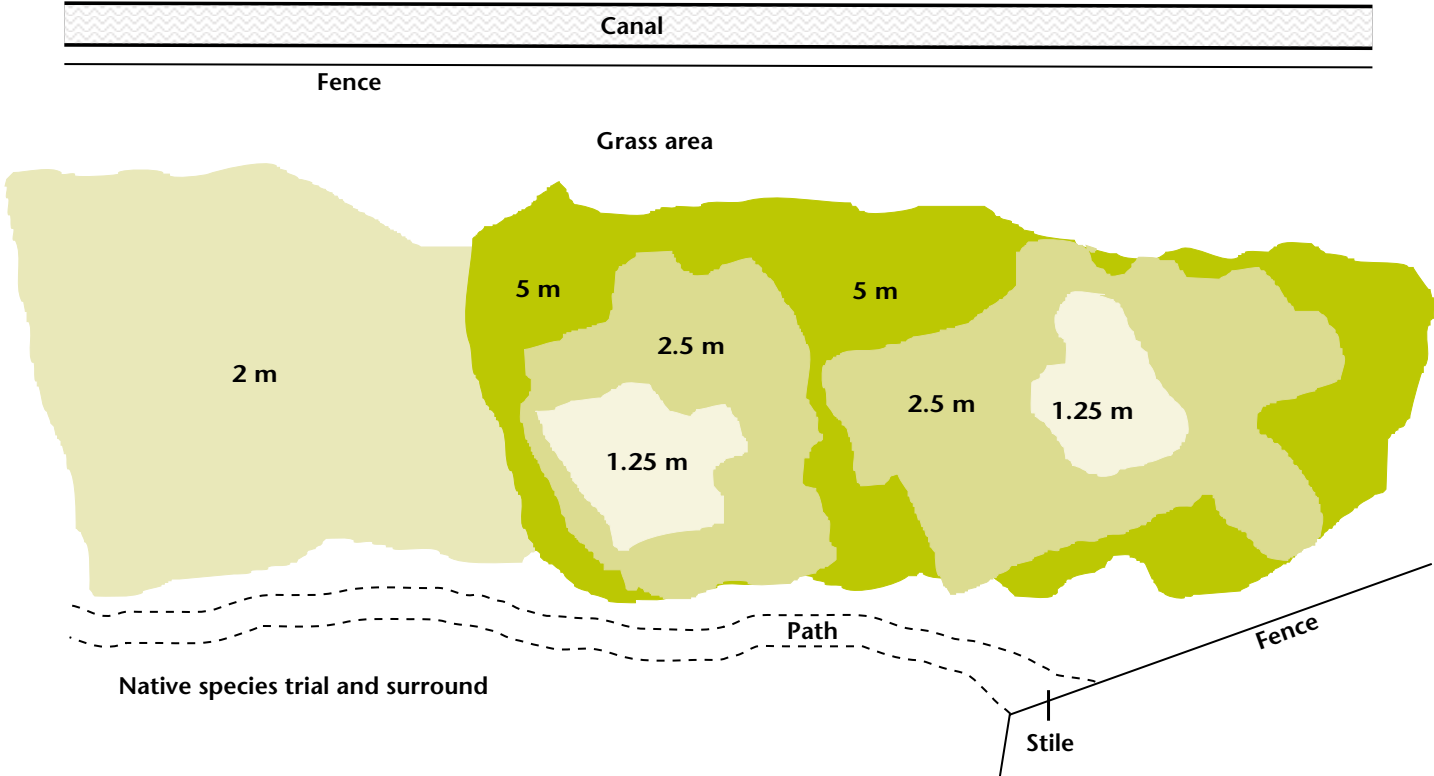 Canal
Fence
Grass area
5 m
5 m
2.5 m
2 m
2.5 m
1.25 m
1.25 m
Path
Fence
Native species trial and surround
Stile